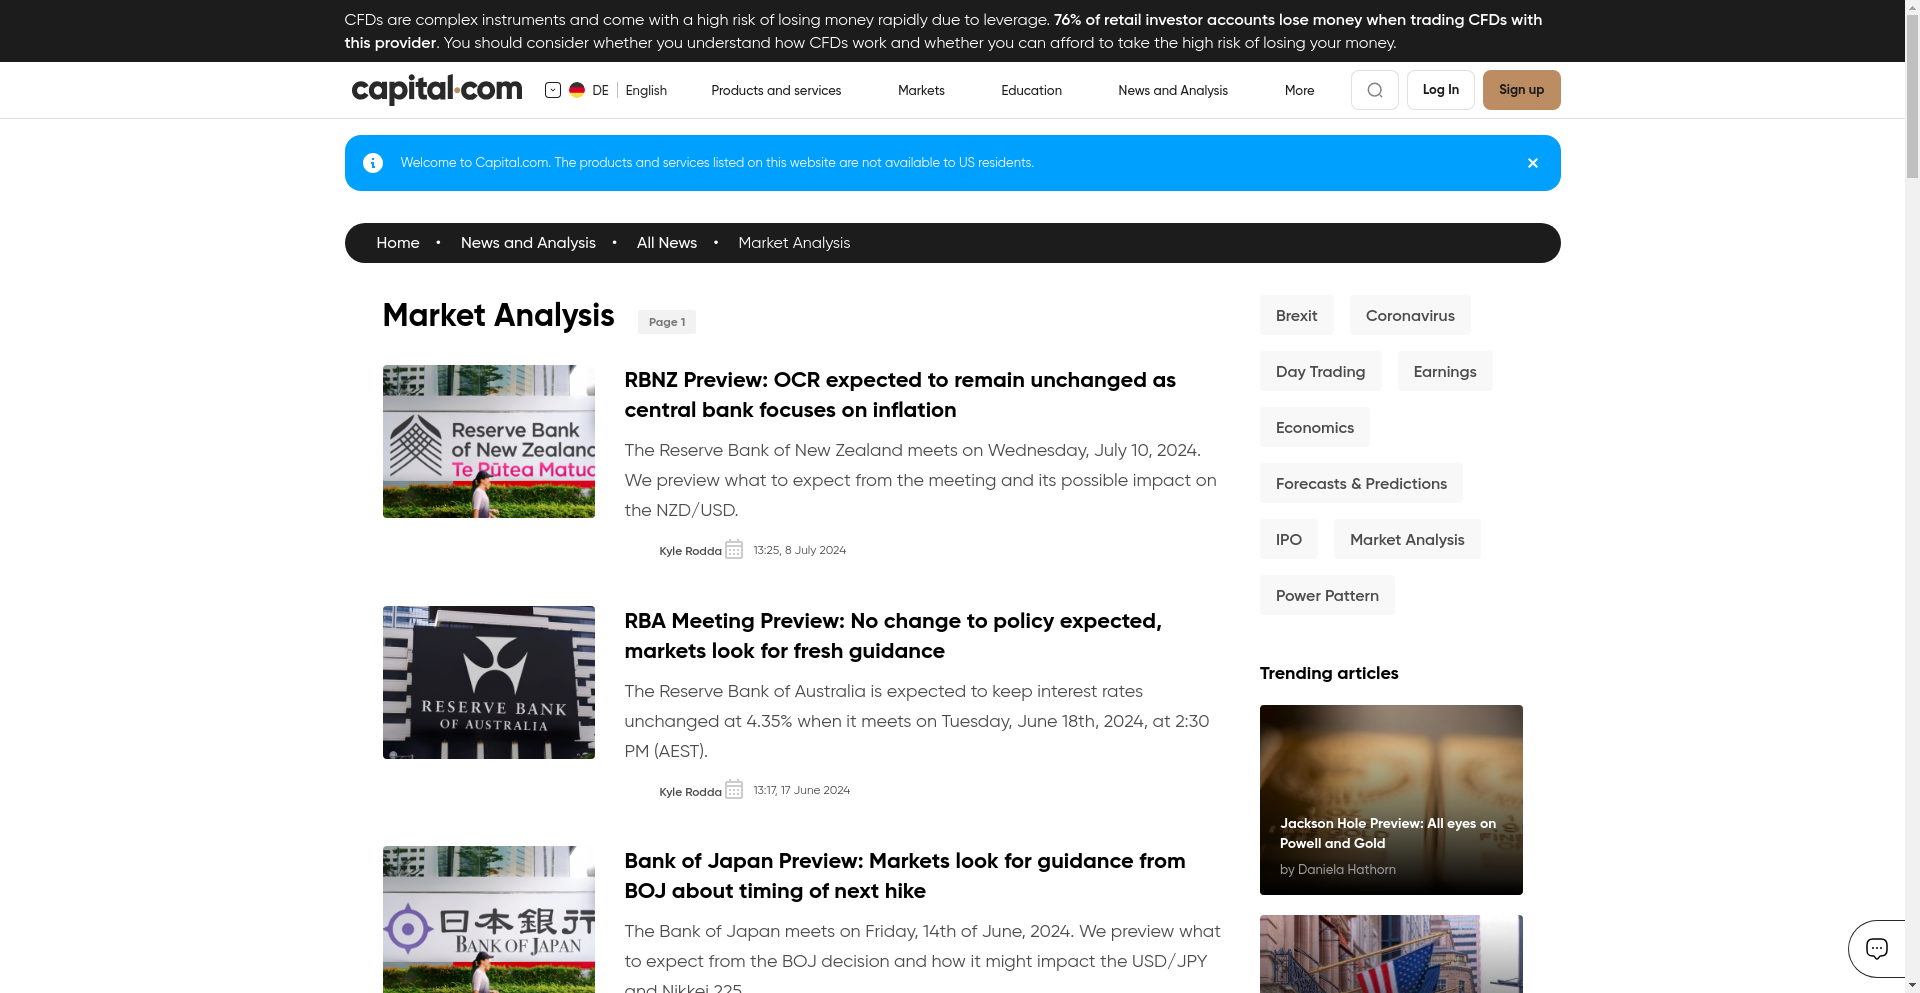 CFDs are complex instruments and come with a high risk of losing money rapidly due to leverage. 76% of retail investor accounts lose money when trading CFDs with
this provider. You should consider whether you understand how CFDs work and whether you can afford to take the high risk of losing your money.
capital.com
DE English
Products and services
Markets
Education
News and Analysis
More
Log In
Sign up
Welcome to Capital.com. The products and services listed on this website are not available to US residents.
Home • News and Analysis • All News • Market Analysis
Market Analysis
Page 1
Reserve Bank
of New Zealand
Te Pūtea Matuc
RBNZ Preview: OCR expected to remain unchanged as
central bank focuses on inflation
The Reserve Bank of New Zealand meets on Wednesday, July 10, 2024.
We preview what to expect from the meeting and its possible impact on
the NZD/USD.
Kyle Rodda
13:25, 8 July 2024
RESERVE BANK
OF AUSTRALIA
RBA Meeting Preview: No change to policy expected,
markets look for fresh guidance
The Reserve Bank of Australia is expected to keep interest rates
unchanged at 4.35% when it meets on Tuesday, June 18th, 2024, at 2:30
PM (AEST).
Kyle Rodda
13:17, 17 June 2024
日本銀行
BANK OF JAPAN
Bank of Japan Preview: Markets look for guidance from
BOJ about timing of next hike
The Bank of Japan meets on Friday, 14th of June, 2024. We preview what
to expect from the BOJ decision and how it might impact the USD/JPY
and Nikkei 225.
Brexit
Coronavirus
Day Trading
Earnings
Economics
Forecasts & Predictions
IPO
Market Analysis
Power Pattern
Trending articles
Jackson Hole Preview: All eyes on
Powell and Gold
by Daniela Hathorn